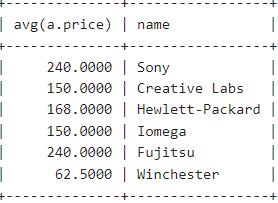 +--------------+-----------------+
| avg(a.price) | name            |
+--------------+-----------------+
|     240.0000 | Sony            |
|     150.0000 | Creative Labs   |
|     168.0000 | Hewlett-Packard |
|     150.0000 | Iomega          |
|     240.0000 | Fujitsu         |
|      62.5000 | Winchester      |
+--------------+-----------------+